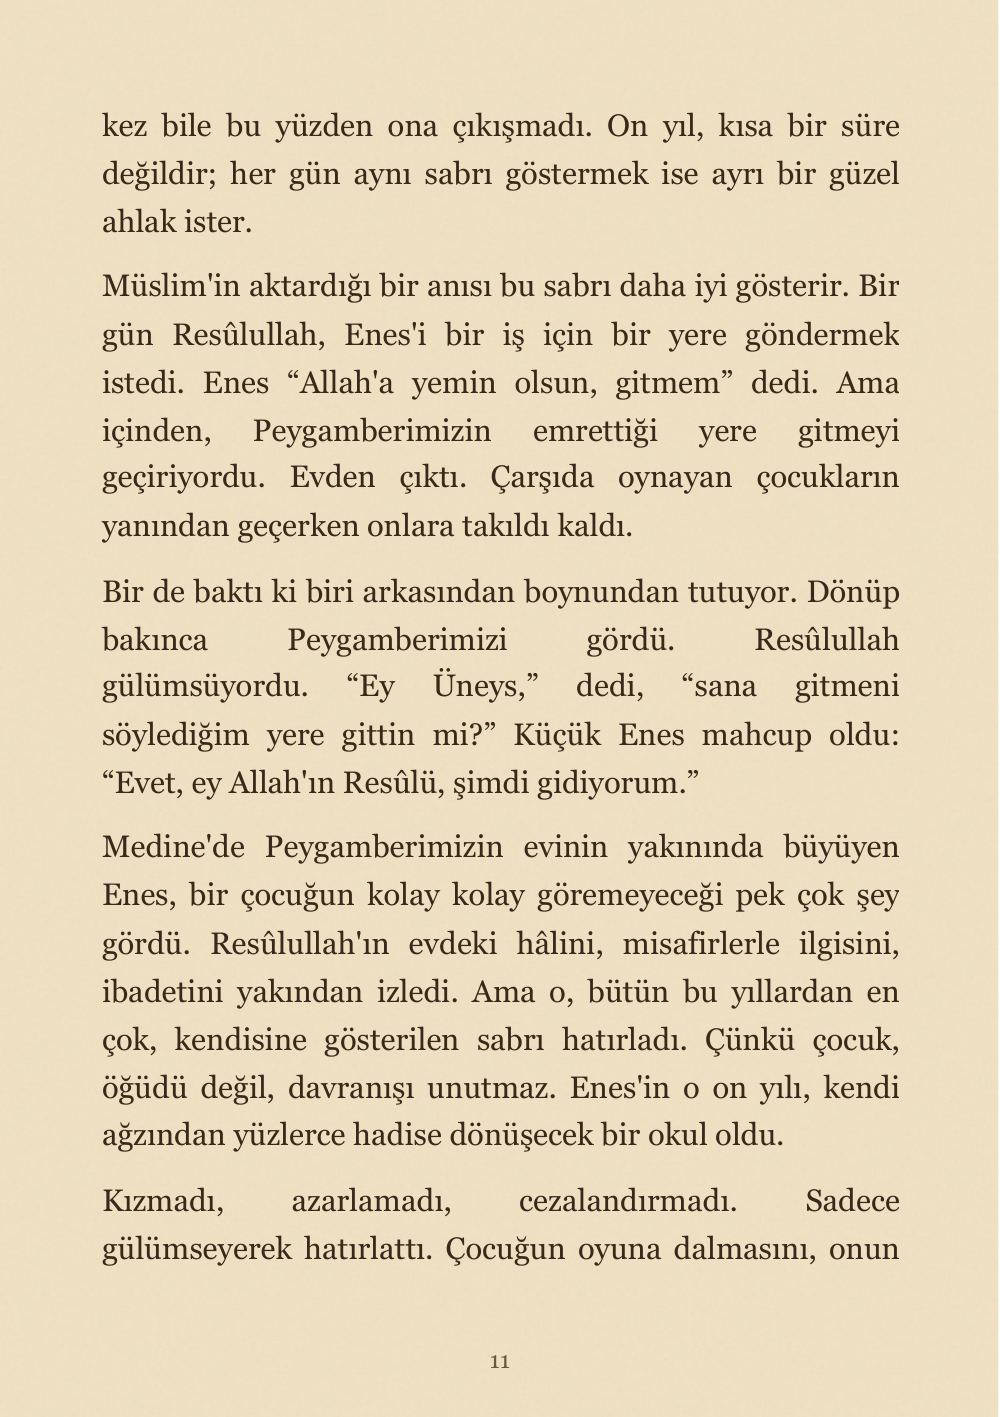 kez bile bu yüzden ona çıkışmadı. On yıl, kısa bir süre
değildir; her gün aynı sabrı göstermek ise ayrı bir güzel
ahlak ister.
Müslim'in aktardığı bir anısı bu sabrı daha iyi gösterir. Bir
gün Resûlullah, Enes'i bir iş için bir yere göndermek
istedi. Enes “Allah'a yemin olsun, gitmem” dedi. Ama
içinden, Peygamberimizin emrettiği yere gitmeyi
geçiriyordu. Evden çıktı. Çarşıda oynayan çocukların
yanından geçerken onlara takıldı kaldı.
Bir de baktı ki biri arkasından boynundan tutuyor. Dönüp
bakınca Peygamberimizi gördü. Resûlullah
gülümsüyordu. “Ey Üneys,” dedi, “sana gitmeni
söylediğim yere gittin mi?” Küçük Enes mahcup oldu:
“Evet, ey Allah'ın Resûlü, şimdi gidiyorum.”
Medine'de Peygamberimizin evinin yakınında büyüyen
Enes, bir çocuğun kolay kolay göremeyeceği pek çok şey
gördü. Resûlullah'ın evdeki hâlini, misafirlerle ilgisini,
ibadetini yakından izledi. Ama o, bütün bu yıllardan en
çok, kendisine gösterilen sabrı hatırladı. Çünkü çocuk,
öğüdü değil, davranışı unutmaz. Enes'in o on yılı, kendi
ağzından yüzlerce hadise dönüşecek bir okul oldu.
Kızmadı, azarlamadı, cezalandırmadı. Sadece
gülümseyerek hatırlattı. Çocuğun oyuna dalmasını, onun
11